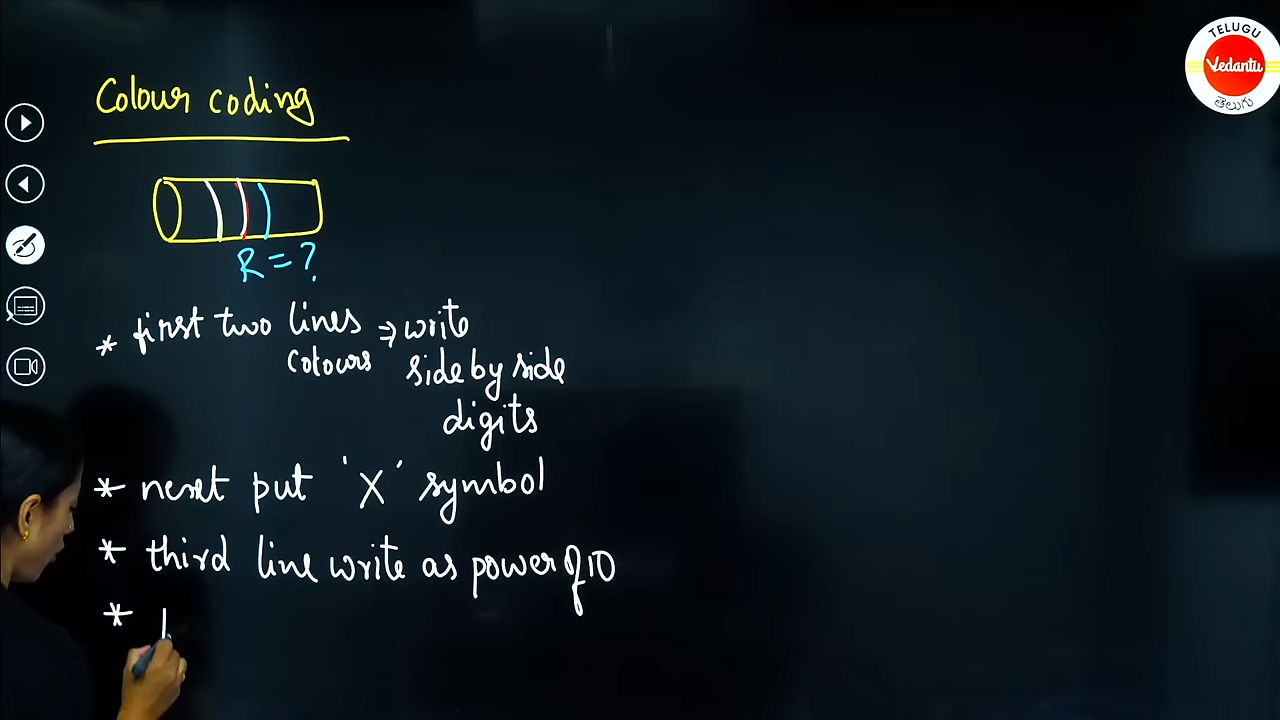 TELUGU
Vedantu
తెలుగు
Colour coding
R = ?
* first two lines ⇒ write
colours side by side
digits
* next put 'X' symbol
* third line write as power of 10
*